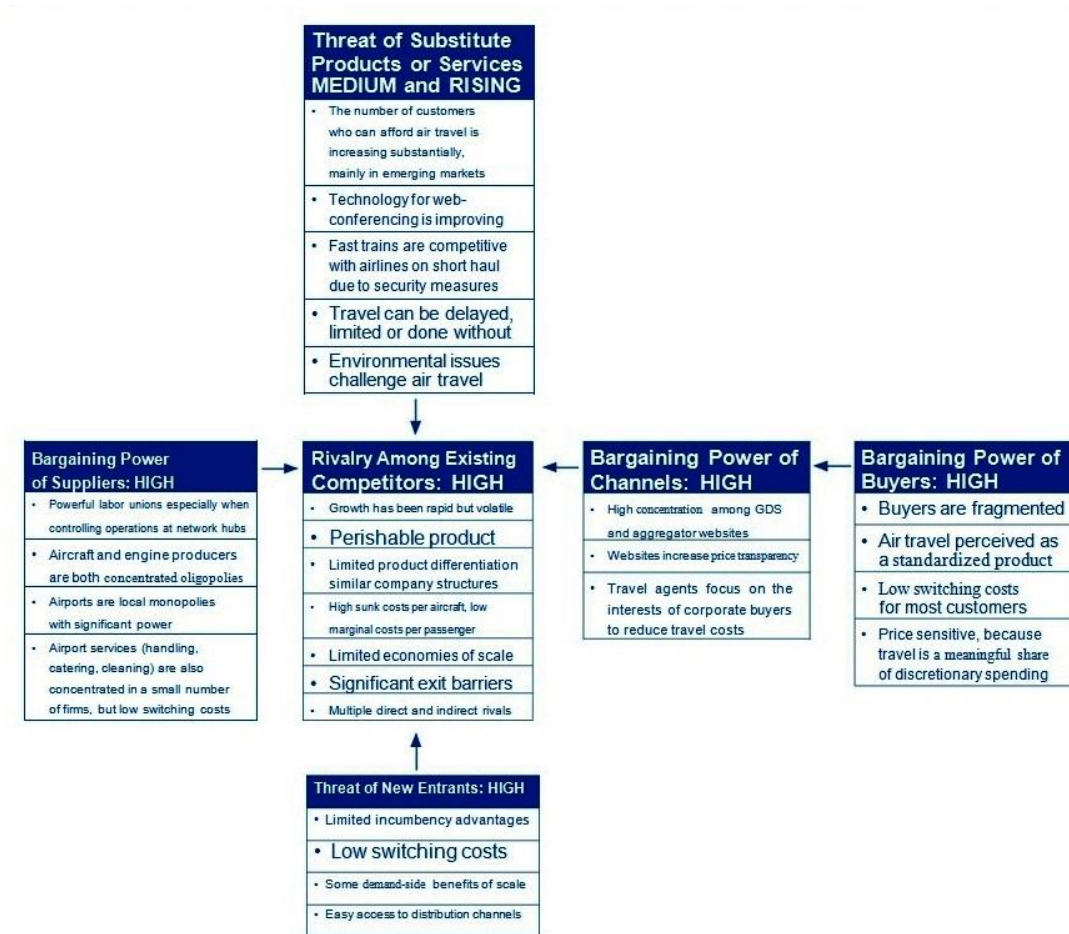 Threat of Substitute
Products or Services
MEDIUM and RISING
• The number of customers
who can afford air travel is
increasing substantially,
mainly in emerging markets
• Technology for web-
conferencing is improving
• Fast trains are competitive
with airlines on short haul
due to security measures
• Travel can be delayed,
limited or done without
• Environmental issues
challenge air travel
Bargaining Power
of Suppliers: HIGH
• Powerful labor unions especially when
controlling operations at network hubs
• Aircraft and engine producers
are both concentrated oligopolies
• Airports are local monopolies
with significant power
• Airport services (handling,
catering, cleaning) are also
concentrated in a small number
of firms, but low switching costs
Rivalry Among Existing
Competitors: HIGH
• Growth has been rapid but volatile
• Perishable product
• Limited product differentiation
similar company structures
• High sunk costs per aircraft, low
marginal costs per passenger
• Limited economies of scale
• Significant exit barriers
• Multiple direct and indirect rivals
Bargaining Power of
Channels: HIGH
• High concentration among GDS
and aggregator websites
• Websites increase price transparency
• Travel agents focus on the
interests of corporate buyers
to reduce travel costs
Bargaining Power of
Buyers: HIGH
• Buyers are fragmented
• Air travel perceived as
a standardized product
• Low switching costs
for most customers
• Price sensitive, because
travel is a meaningful share
of discretionary spending
Threat of New Entrants: HIGH
• Limited incumbency advantages
• Low switching costs
• Some demand-side benefits of scale
• Easy access to distribution channels